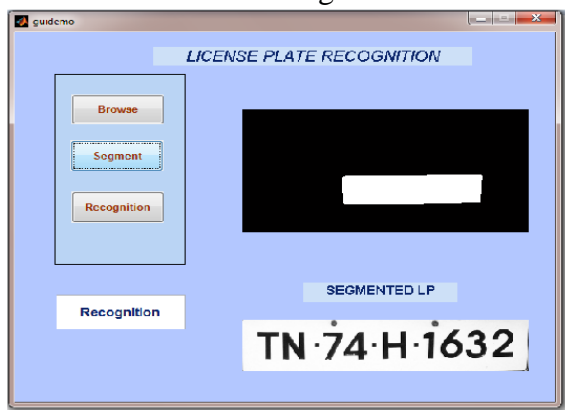 guidemo
LICENSE PLATE RECOGNITION
Browse
Segment
Recognition
SEGMENTED LP
Recognition
TN·74·H·1632